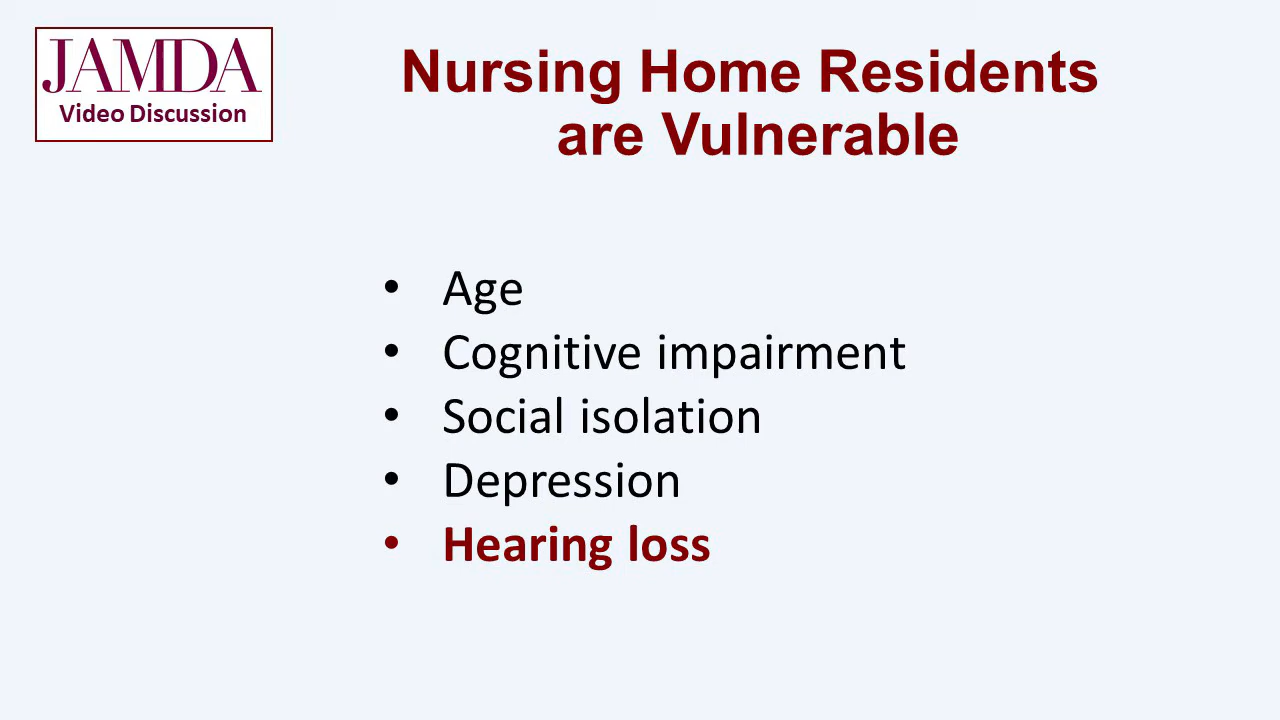 JAMDA
Video Discussion
Nursing Home Residents
are Vulnerable
• Age
• Cognitive impairment
• Social isolation
• Depression
• Hearing loss